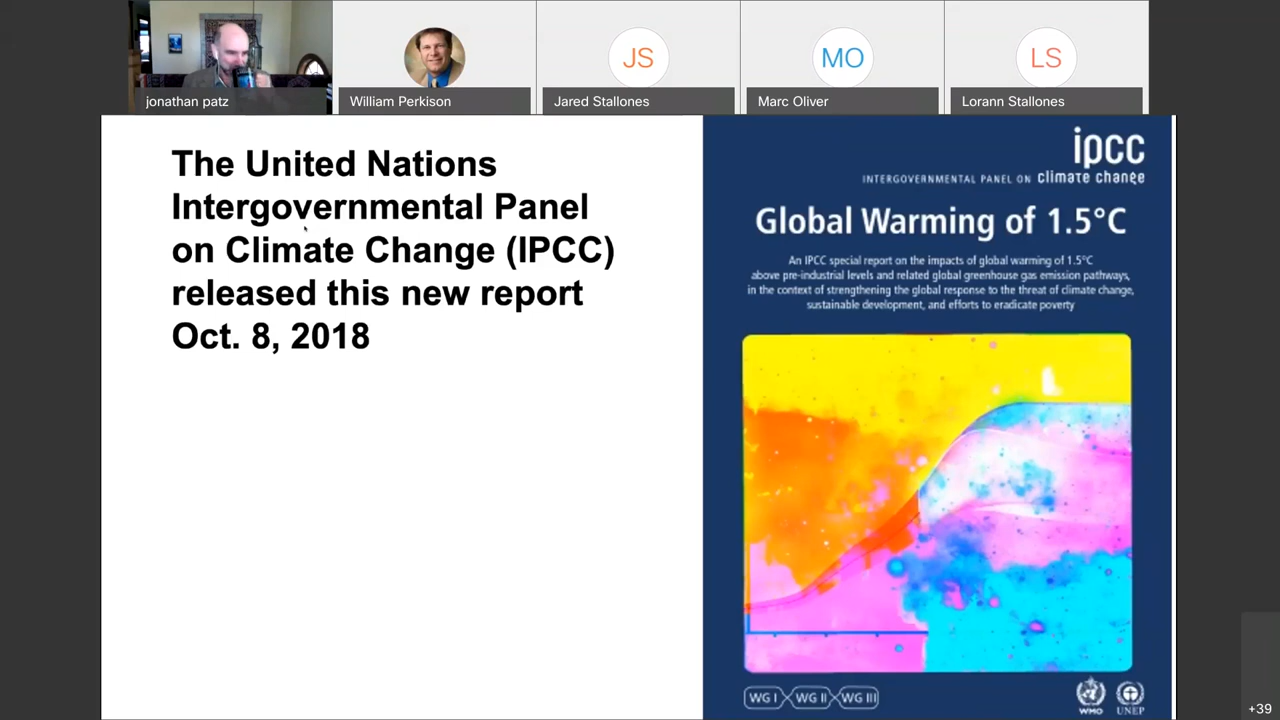 JS
MO
LS
jonathan patz
William Perkison
Jared Stallones
Marc Oliver
Lorann Stallones
The United Nations
Intergovernmental Panel
on Climate Change (IPCC)
released this new report
Oct. 8, 2018
ipcc
INTERGOVERNMENTAL PANEL ON climate change
Global Warming of 1.5°C
An IPCC special report on the impacts of global warming of 1.5°C
above pre-industrial levels and related global greenhouse gas emission pathways,
in the context of strengthening the global response to the threat of climate change,
sustainable development, and efforts to eradicate poverty
WG I WG II WG III
WMO UNEP
+39